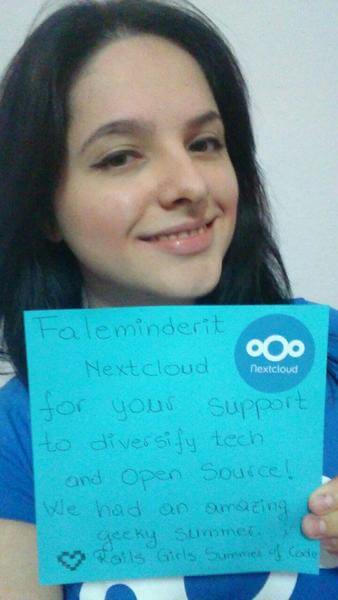 Faleminderit
Nextcloud
Nextcloud
for your support
to diversify tech
and Open Source!
We had an amazing
geeky summer.
Rails Girls Summer of Code